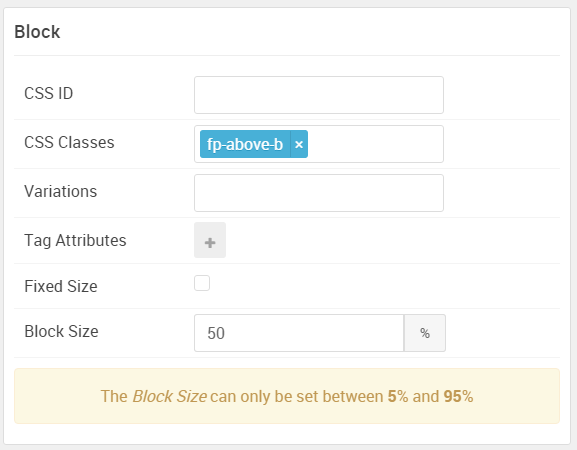 Block
CSS ID
CSS Classes fp-above-b ×
Variations
Tag Attributes +
Fixed Size
Block Size 50 %
The Block Size can only be set between 5% and 95%